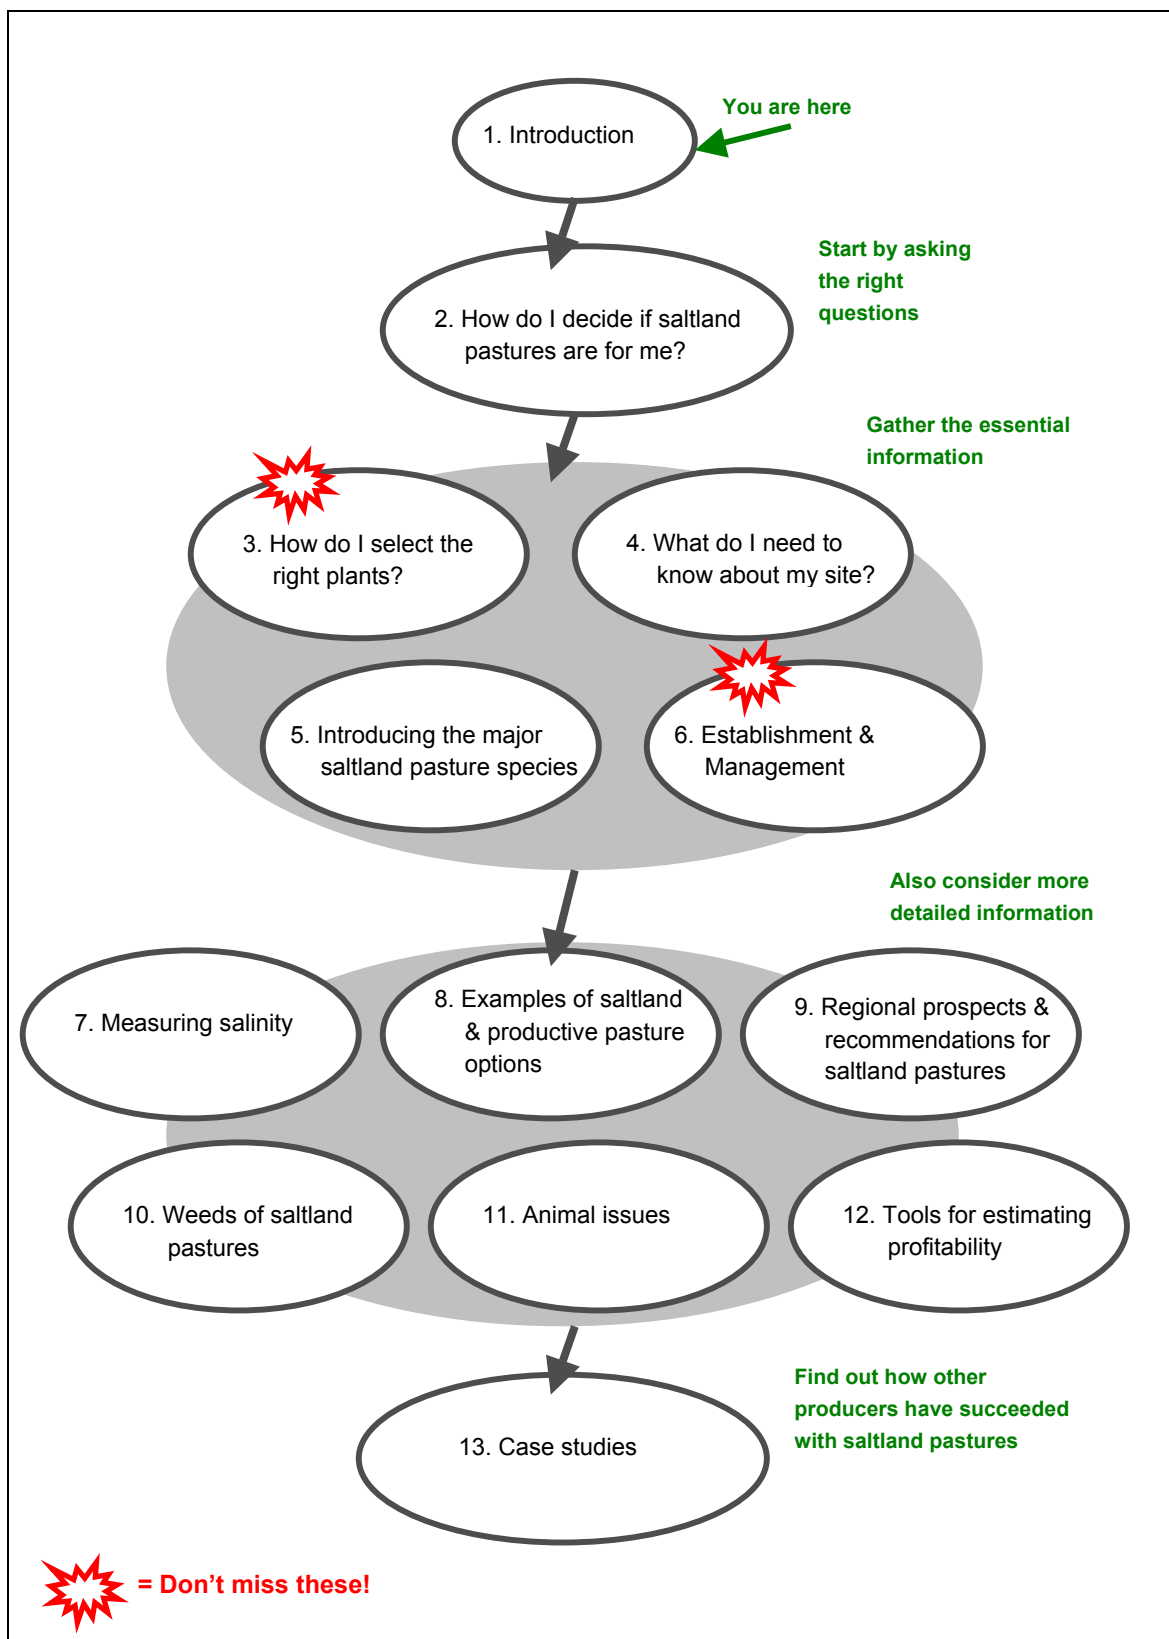 1. Introduction
You are here
Start by asking
the right
questions
2. How do I decide if saltland
pastures are for me?
Gather the essential
information
3. How do I select the
right plants?
4. What do I need to
know about my site?
5. Introducing the major
saltland pasture species
6. Establishment &
Management
Also consider more
detailed information
7. Measuring salinity
8. Examples of saltland
& productive pasture
options
9. Regional prospects &
recommendations for
saltland pastures
10. Weeds of saltland
pastures
11. Animal issues
12. Tools for estimating
profitability
Find out how other
producers have succeeded
with saltland pastures
13. Case studies
= Don't miss these!